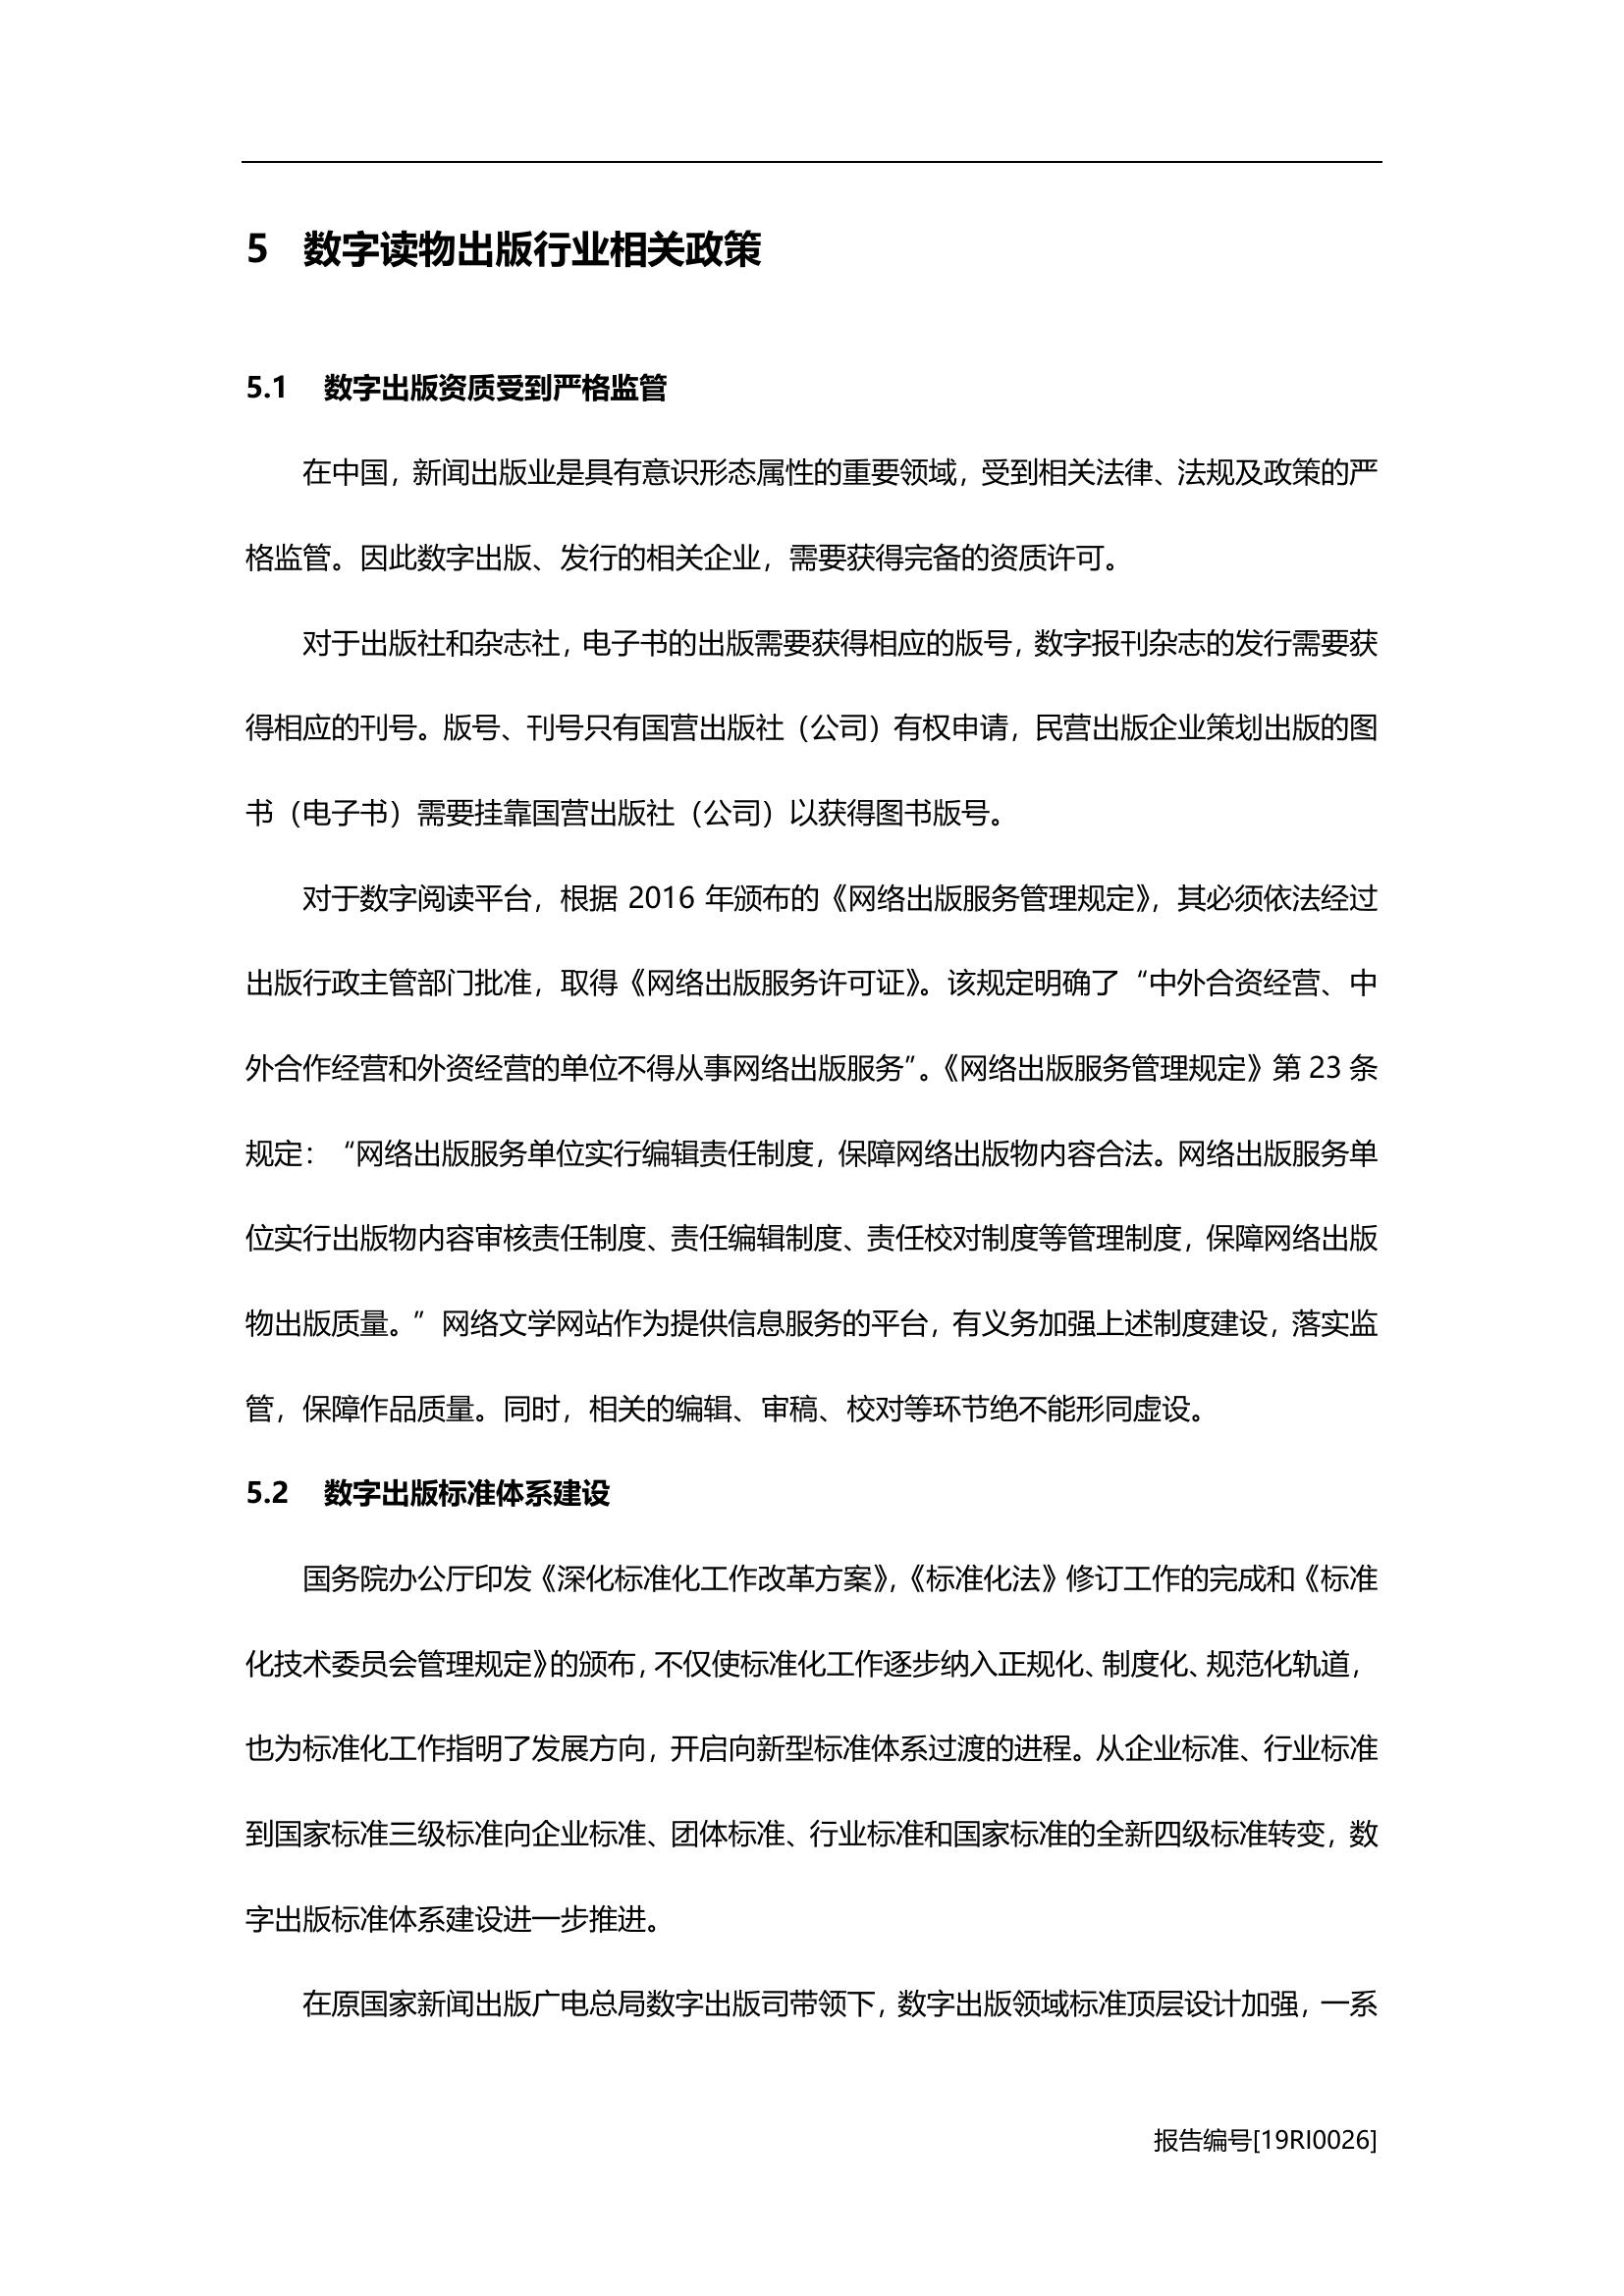 5 数字读物出版行业相关政策
5.1 数字出版资质受到严格监管
在中国，新闻出版业是具有意识形态属性的重要领域，受到相关法律、法规及政策的严
格监管。因此数字出版、发行的相关企业，需要获得完备的资质许可。
对于出版社和杂志社，电子书的出版需要获得相应的版号，数字报刊杂志的发行需要获
得相应的刊号。版号、刊号只有国营出版社（公司）有权申请，民营出版企业策划出版的图
书（电子书）需要挂靠国营出版社（公司）以获得图书版号。
对于数字阅读平台，根据 2016 年颁布的《网络出版服务管理规定》，其必须依法经过
出版行政主管部门批准，取得《网络出版服务许可证》。该规定明确了“中外合资经营、中
外合作经营和外资经营的单位不得从事网络出版服务”。《网络出版服务管理规定》第 23 条
规定：“网络出版服务单位实行编辑责任制度，保障网络出版物内容合法。网络出版服务单
位实行出版物内容审核责任制度、责任编辑制度、责任校对制度等管理制度，保障网络出版
物出版质量。”网络文学网站作为提供信息服务的平台，有义务加强上述制度建设，落实监
管，保障作品质量。同时，相关的编辑、审稿、校对等环节绝不能形同虚设。
5.2 数字出版标准体系建设
国务院办公厅印发《深化标准化工作改革方案》，《标准化法》修订工作的完成和《标准
化技术委员会管理规定》的颁布，不仅使标准化工作逐步纳入正规化、制度化、规范化轨道，
也为标准化工作指明了发展方向，开启向新型标准体系过渡的进程。从企业标准、行业标准
到国家标准三级标准向企业标准、团体标准、行业标准和国家标准的全新四级标准转变，数
字出版标准体系建设进一步推进。
在原国家新闻出版广电总局数字出版司带领下，数字出版领域标准顶层设计加强，一系
报告编号[19RI0026]